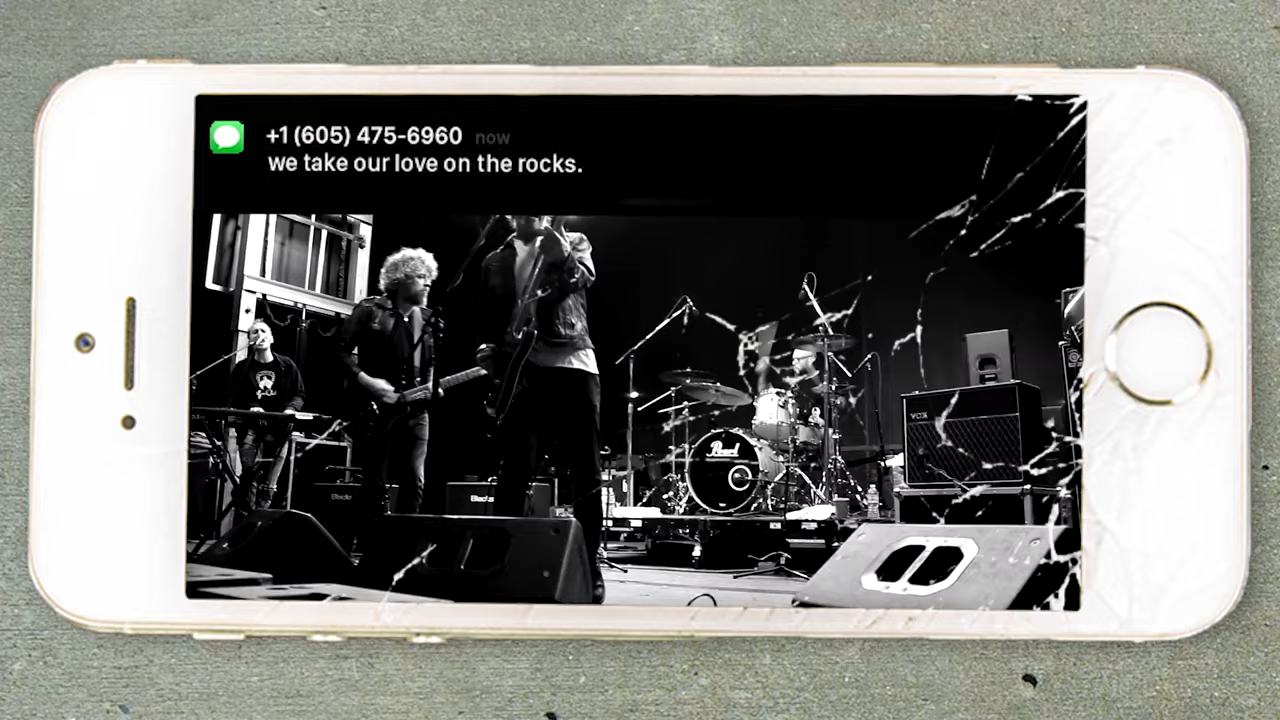 +1 (605) 475-6960 now
we take our love on the rocks.
Pearl
VOX